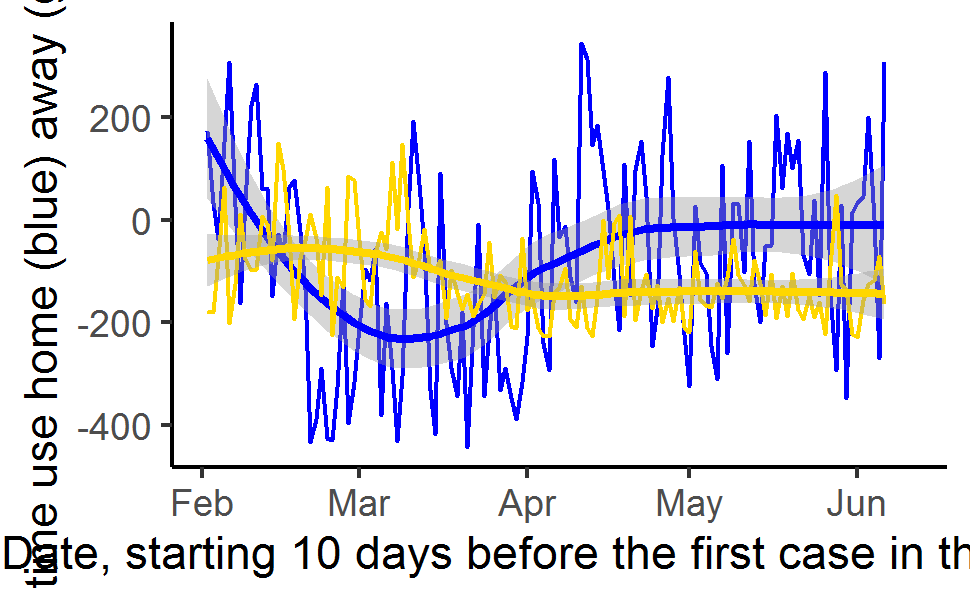 time use home (blue) away (
200
0
-200
-400
Feb Mar Apr May Jun
Date, starting 10 days before the first case in th